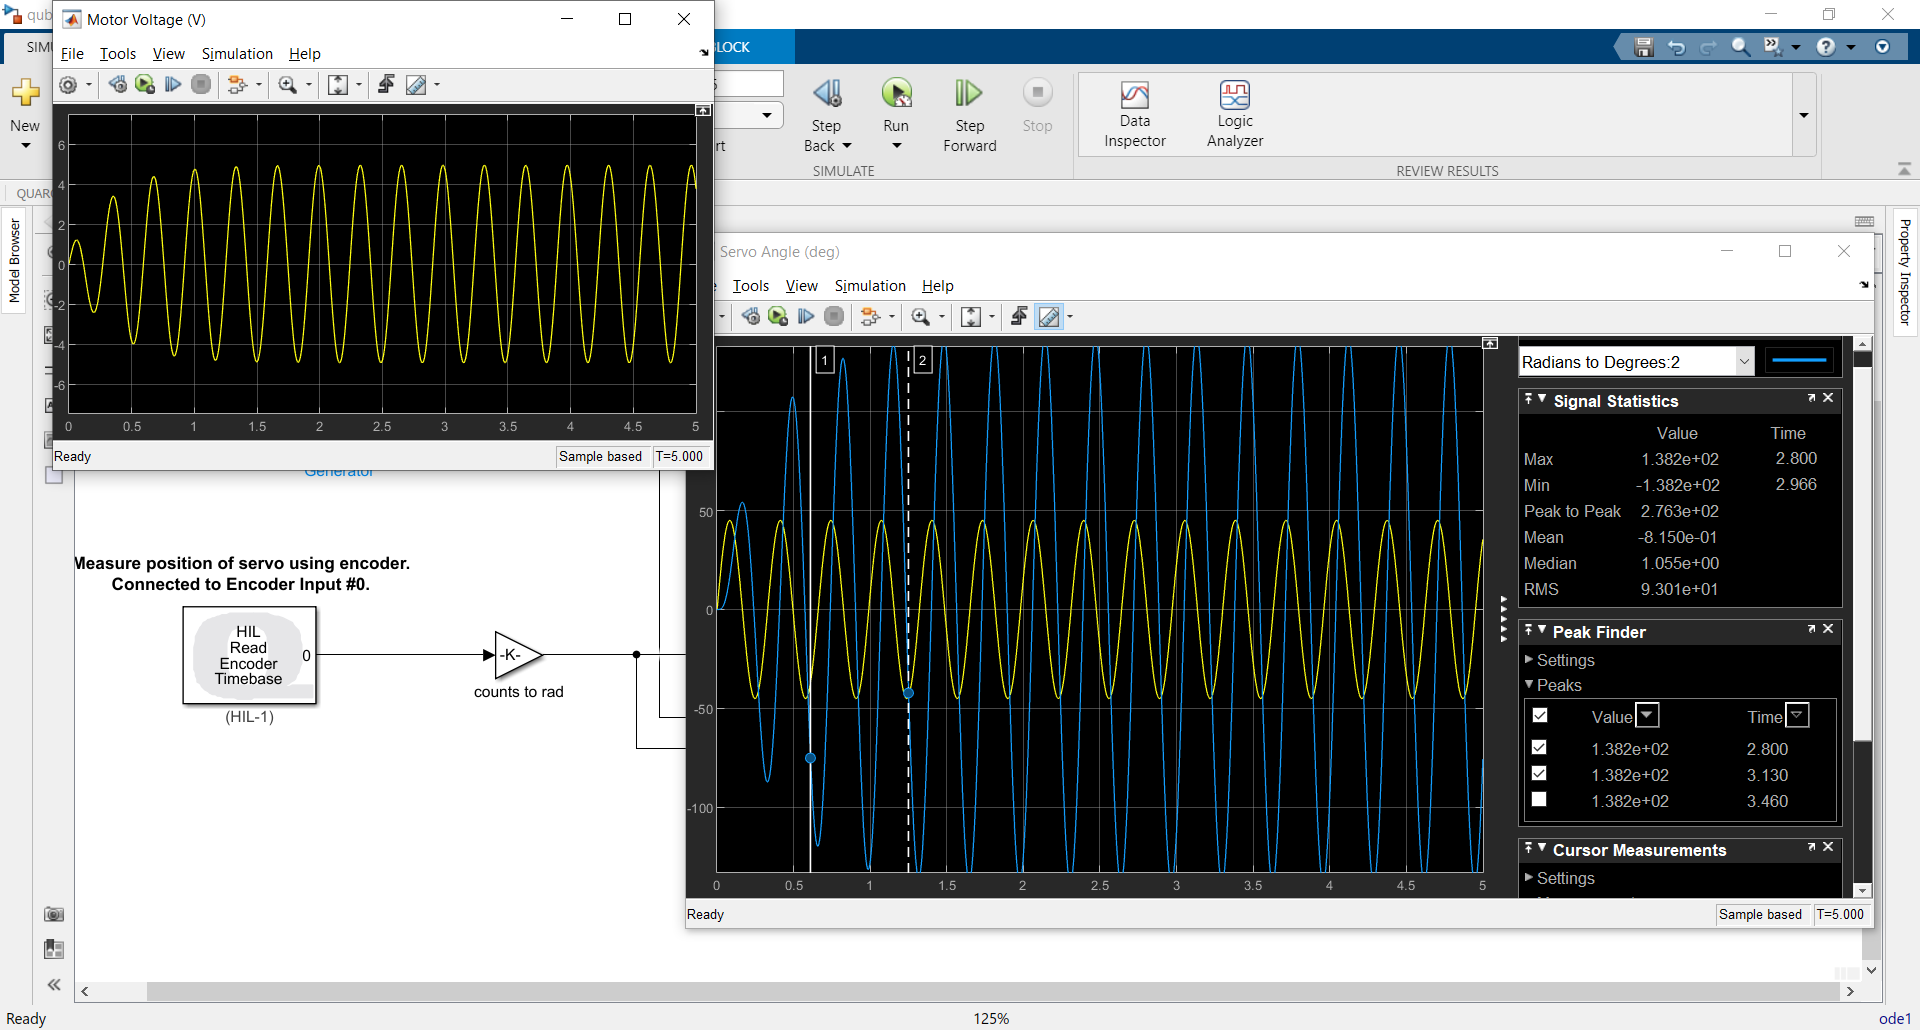 qub
Motor Voltage (V)
File Tools View Simulation Help
SIMU
LOCK
New
5
rt
Step
Back
Run
Step
Forward
Stop
SIMULATE
Data
Inspector
Logic
Analyzer
REVIEW RESULTS
QUARC
Model Browser
Property Inspector
6
4
2
0
-2
-4
-6
0 0.5 1 1.5 2 2.5 3 3.5 4 4.5 5
Ready Sample based T=5.000
Generator
Measure position of servo using encoder.
Connected to Encoder Input #0.
HIL
Read
Encoder
Timebase
0
(HIL-1)
-K-
counts to rad
Servo Angle (deg)
Tools View Simulation Help
1 2
50
0
-50
-100
0 0.5 1 1.5 2 2.5 3 3.5 4 4.5 5
Radians to Degrees:2
Signal Statistics
Value Time
Max 1.382e+02 2.800
Min -1.382e+02 2.966
Peak to Peak 2.763e+02
Mean -8.150e-01
Median 1.055e+00
RMS 9.301e+01
Peak Finder
Settings
Peaks
Value Time
1.382e+02 2.800
1.382e+02 3.130
1.382e+02 3.460
Cursor Measurements
Settings
Ready Sample based T=5.000
Ready 125% ode1